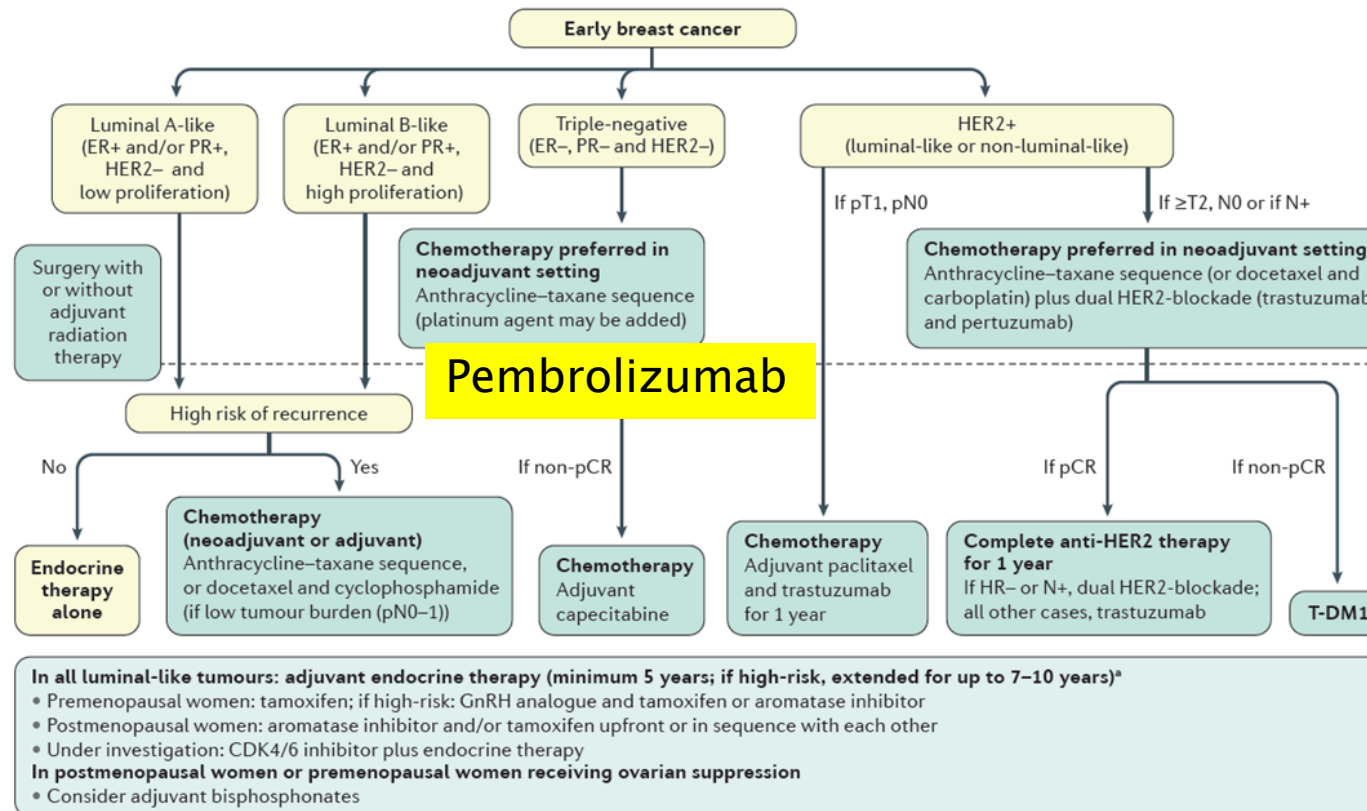 Early breast cancer
Luminal A-like
(ER+ and/or PR+,
HER2– and
low proliferation)
Luminal B-like
(ER+ and/or PR+,
HER2– and
high proliferation)
Triple-negative
(ER–, PR– and HER2–)
HER2+
(luminal-like or non-luminal-like)
If pT1, pN0
If ≥T2, N0 or if N+
Surgery with
or without
adjuvant
radiation
therapy
Chemotherapy preferred in
neoadjuvant setting
Anthracycline–taxane sequence
(platinum agent may be added)
Chemotherapy preferred in neoadjuvant setting
Anthracycline–taxane sequence (or docetaxel and
carboplatin) plus dual HER2-blockade (trastuzumab
and pertuzumab)
Pembrolizumab
High risk of recurrence
No
Yes
If non-pCR
If pCR
If non-pCR
Endocrine
therapy
alone
Chemotherapy
(neoadjuvant or adjuvant)
Anthracycline–taxane sequence,
or docetaxel and cyclophosphamide
(if low tumour burden (pN0–1))
Chemotherapy
Adjuvant
capecitabine
Chemotherapy
Adjuvant paclitaxel
and trastuzumab
for 1 year
Complete anti-HER2 therapy
for 1 year
If HR– or N+, dual HER2-blockade;
all other cases, trastuzumab
T-DM1
In all luminal-like tumours: adjuvant endocrine therapy (minimum 5 years; if high-risk, extended for up to 7–10 years)ᵃ
• Premenopausal women: tamoxifen; if high-risk: GnRH analogue and tamoxifen or aromatase inhibitor
• Postmenopausal women: aromatase inhibitor and/or tamoxifen upfront or in sequence with each other
• Under investigation: CDK4/6 inhibitor plus endocrine therapy
In postmenopausal women or premenopausal women receiving ovarian suppression
• Consider adjuvant bisphosphonates